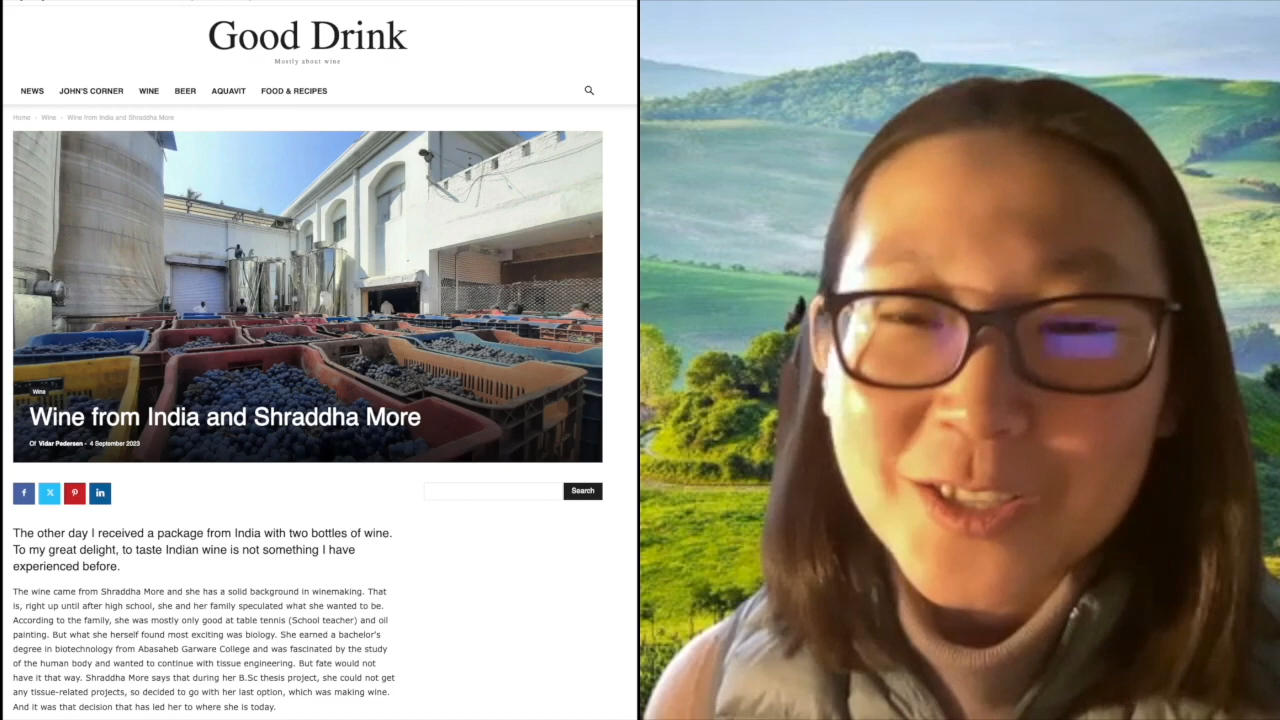 Good Drink
Mostly about wine
NEWS JOHN'S CORNER WINE BEER AQUAVIT FOOD & RECIPES
Home › Wine › Wine from India and Shraddha More
Wine
Wine from India and Shraddha More
Of Vidar Pedersen - 4 September 2023
Search
The other day I received a package from India with two bottles of wine.
To my great delight, to taste Indian wine is not something I have
experienced before.
The wine came from Shraddha More and she has a solid background in winemaking. That
is, right up until after high school, she and her family speculated what she wanted to be.
According to the family, she was mostly only good at table tennis (School teacher) and oil
painting. But what she herself found most exciting was biology. She earned a bachelor's
degree in biotechnology from Abasaheb Garware College and was fascinated by the study
of the human body and wanted to continue with tissue engineering. But fate would not
have it that way. Shraddha More says that during her B.Sc thesis project, she could not get
any tissue-related projects, so decided to go with her last option, which was making wine.
And it was that decision that has led her to where she is today.